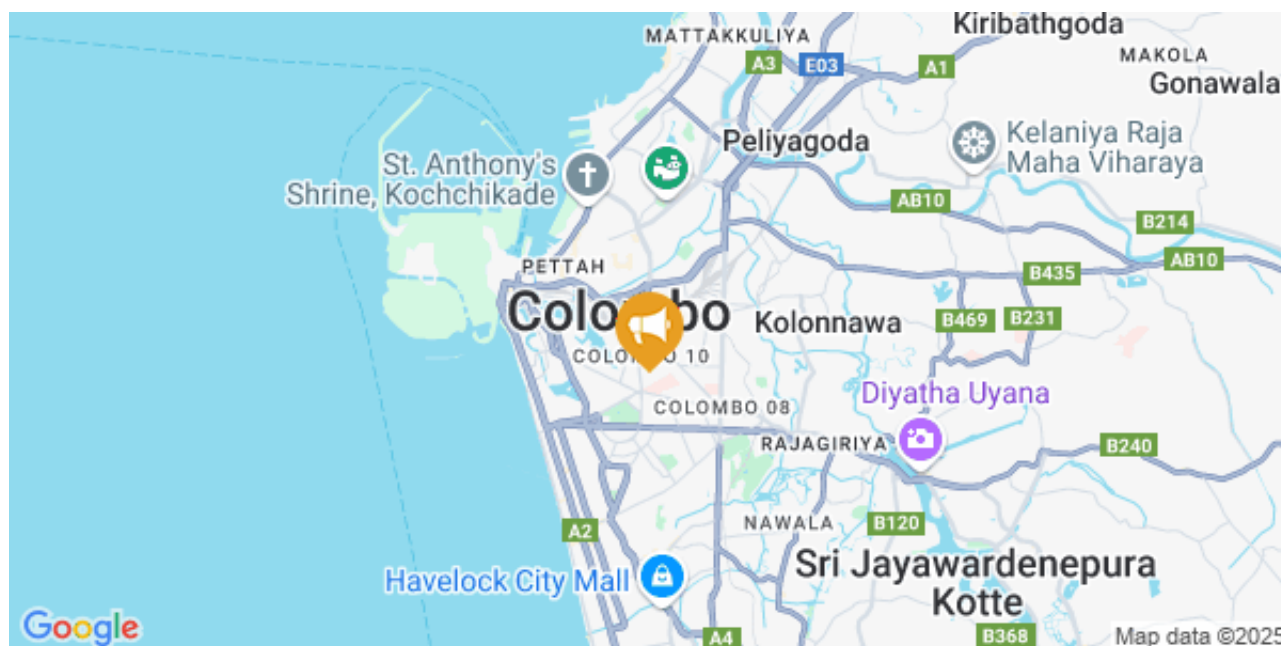 Kiribathgoda
MATTAKKULIYA
MAKOLA
A3
E03
A1
Gonawala
Peliyagoda
Kelaniya Raja
Maha Viharaya
St. Anthony's
Shrine, Kochchikade
AB10
B214
AB10
PETTAH
B435
Colombo
Kolonnawa
B469
B231
COLOMBO 10
Diyatha Uyana
COLOMBO 08
RAJAGIRIYA
B240
NAWALA
B120
A2
Sri Jayawardenepura
Kotte
Havelock City Mall
Google
A4
B368
Map data ©2025